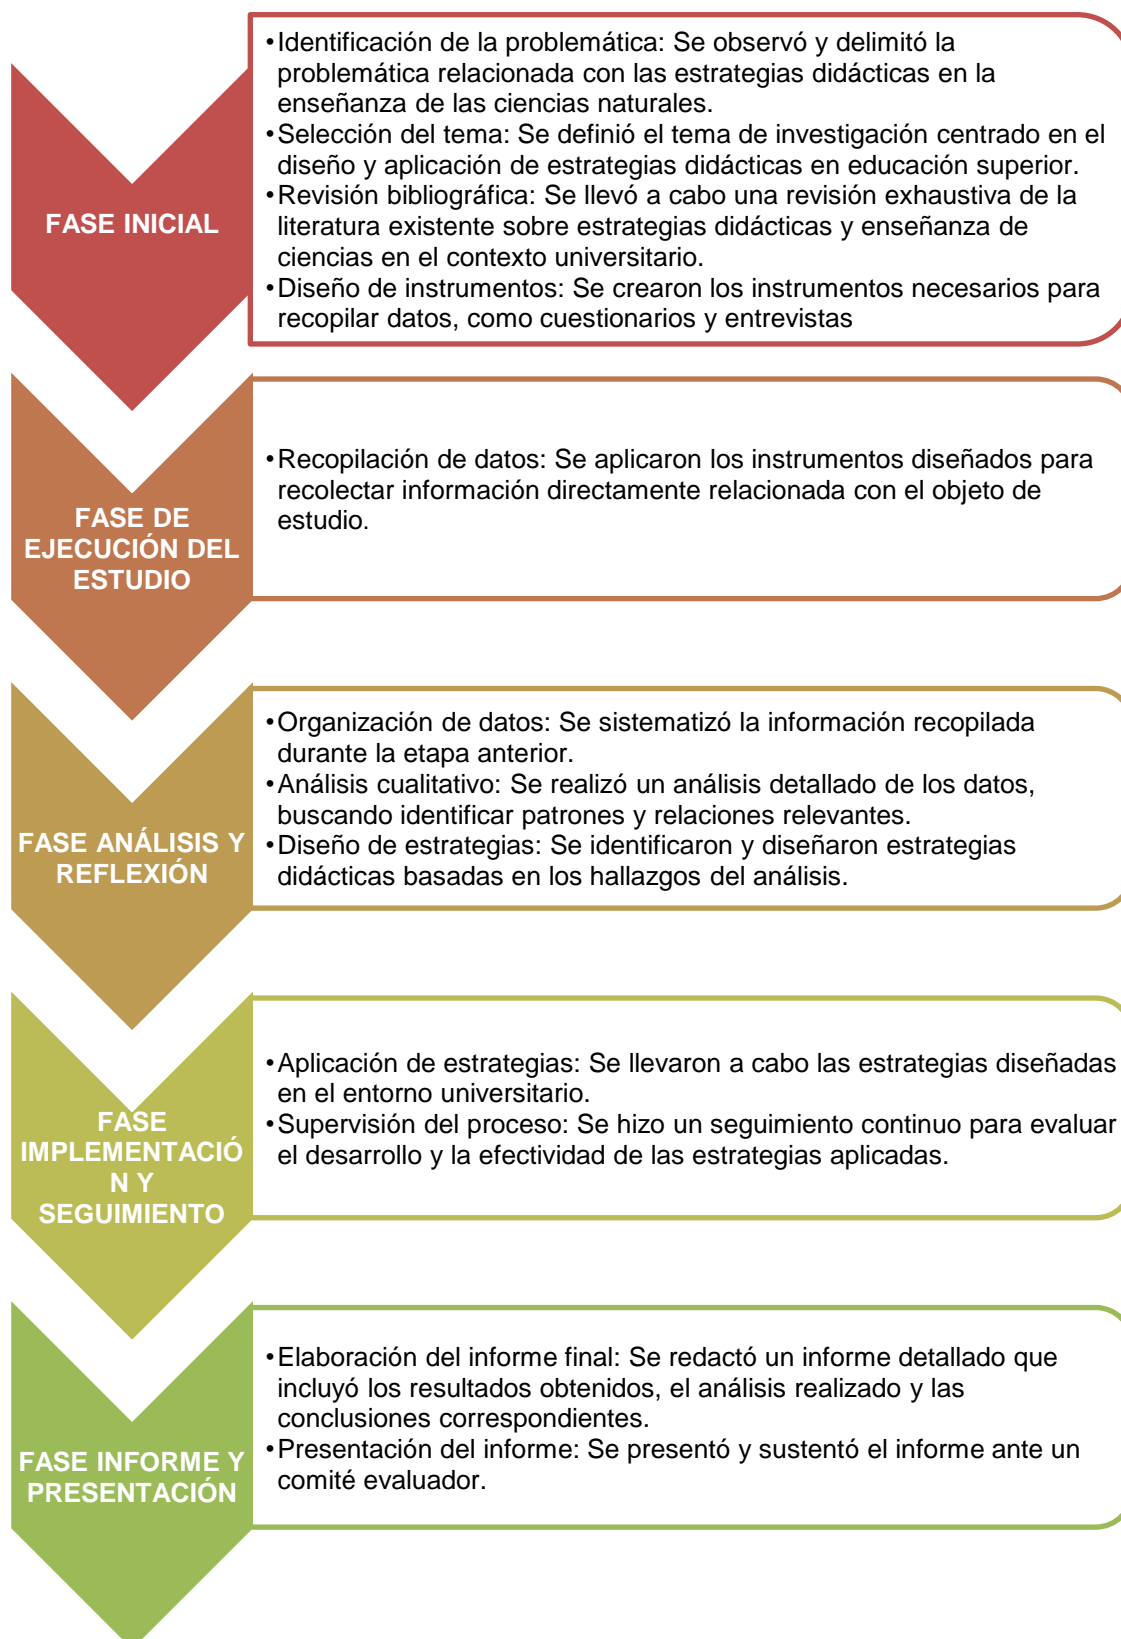 FASE INICIAL
•Identificación de la problemática: Se observó y delimitó la
problemática relacionada con las estrategias didácticas en la
enseñanza de las ciencias naturales.
•Selección del tema: Se definió el tema de investigación centrado en el
diseño y aplicación de estrategias didácticas en educación superior.
•Revisión bibliográfica: Se llevó a cabo una revisión exhaustiva de la
literatura existente sobre estrategias didácticas y enseñanza de
ciencias en el contexto universitario.
•Diseño de instrumentos: Se crearon los instrumentos necesarios para
recopilar datos, como cuestionarios y entrevistas
FASE DE
EJECUCIÓN DEL
ESTUDIO
•Recopilación de datos: Se aplicaron los instrumentos diseñados para
recolectar información directamente relacionada con el objeto de
estudio.
FASE ANÁLISIS Y
REFLEXIÓN
•Organización de datos: Se sistematizó la información recopilada
durante la etapa anterior.
•Análisis cualitativo: Se realizó un análisis detallado de los datos,
buscando identificar patrones y relaciones relevantes.
•Diseño de estrategias: Se identificaron y diseñaron estrategias
didácticas basadas en los hallazgos del análisis.
FASE
IMPLEMENTACIÓ
N Y
SEGUIMIENTO
•Aplicación de estrategias: Se llevaron a cabo las estrategias diseñadas
en el entorno universitario.
•Supervisión del proceso: Se hizo un seguimiento continuo para evaluar
el desarrollo y la efectividad de las estrategias aplicadas.
FASE INFORME Y
PRESENTACIÓN
•Elaboración del informe final: Se redactó un informe detallado que
incluyó los resultados obtenidos, el análisis realizado y las
conclusiones correspondientes.
•Presentación del informe: Se presentó y sustentó el informe ante un
comité evaluador.